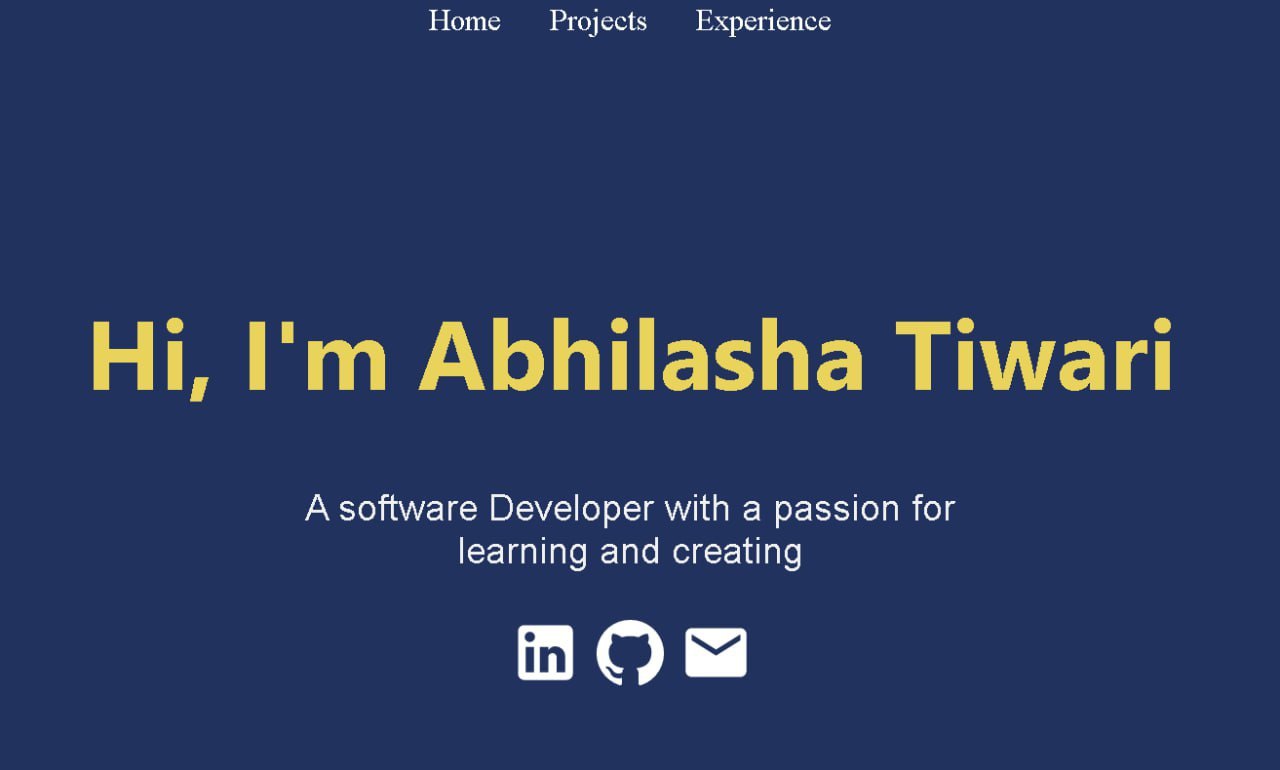 Home Projects Experience
Hi, I'm Abhilasha Tiwari
A software Developer with a passion for
learning and creating
in